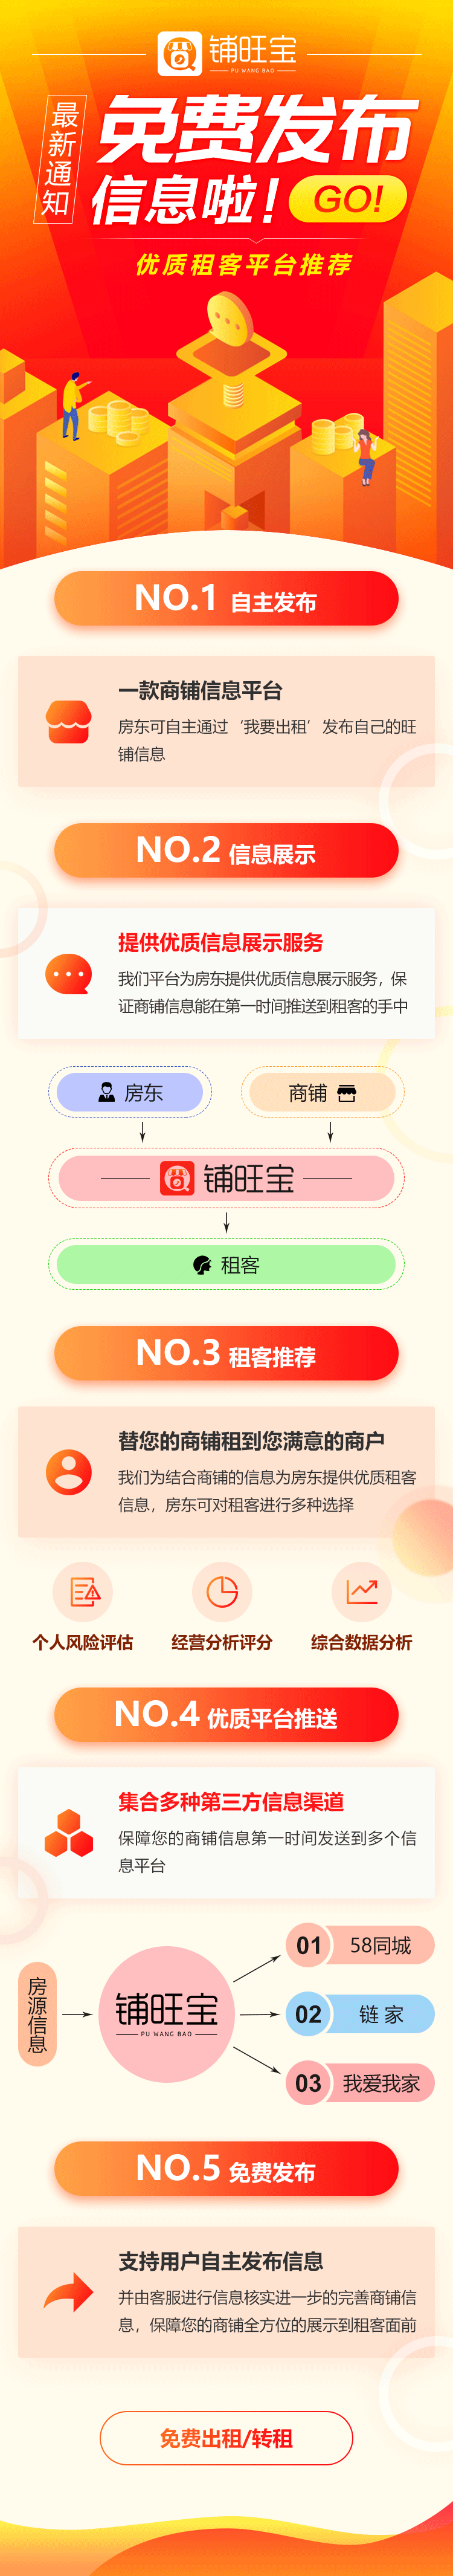 铺旺宝
PU WANG BAO
最新通知
免费发布
信息啦！
GO!
优质租客平台推荐
NO.1 自主发布
一款商铺信息平台
房东可自主通过‘我要出租’发布自己的旺
铺信息
NO.2 信息展示
提供优质信息展示服务
我们平台为房东提供优质信息展示服务，保
证商铺信息能在第一时间推送到租客的手中
房东
商铺
铺旺宝
租客
NO.3 租客推荐
替您的商铺租到您满意的商户
我们为结合商铺的信息为房东提供优质租客
信息，房东可对租客进行多种选择
个人风险评估
经营分析评分
综合数据分析
NO.4 优质平台推送
集合多种第三方信息渠道
保障您的商铺信息第一时间发送到多个信
息平台
房源信息
铺旺宝
PU WANG BAO
01 58同城
02 链家
03 我爱我家
NO.5 免费发布
支持用户自主发布信息
并由客服进行信息核实进一步的完善商铺信
息，保障您的商铺全方位的展示到租客面前
免费出租/转租